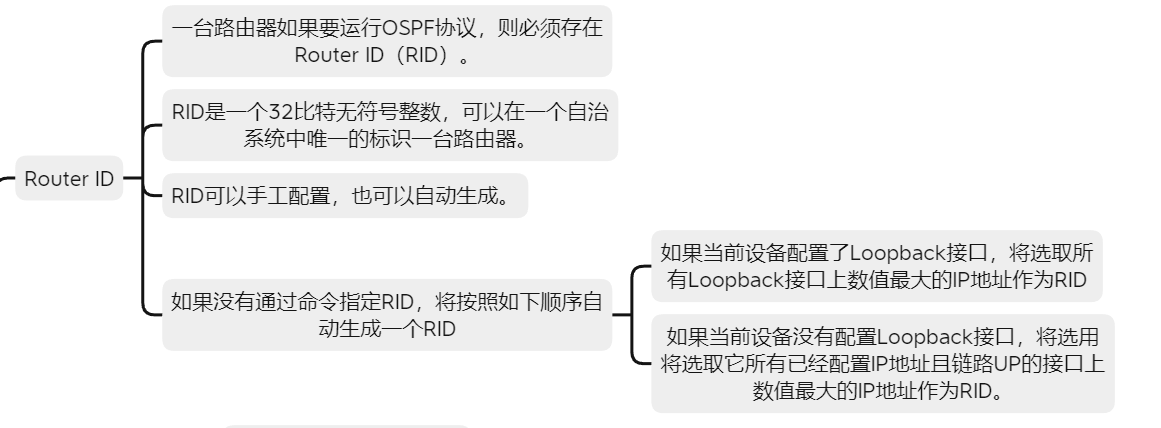 一台路由器如果要运行OSPF协议，则必须存在
Router ID（RID）。
RID是一个32比特无符号整数，可以在一个自治
系统中唯一的标识一台路由器。
Router ID
RID可以手工配置，也可以自动生成。
如果没有通过命令指定RID，将按照如下顺序自
动生成一个RID
如果当前设备配置了Loopback接口，将选取所
有Loopback接口上数值最大的IP地址作为RID
如果当前设备没有配置Loopback接口，将选用
将选取它所有已经配置IP地址且链路UP的接口上
数值最大的IP地址作为RID。